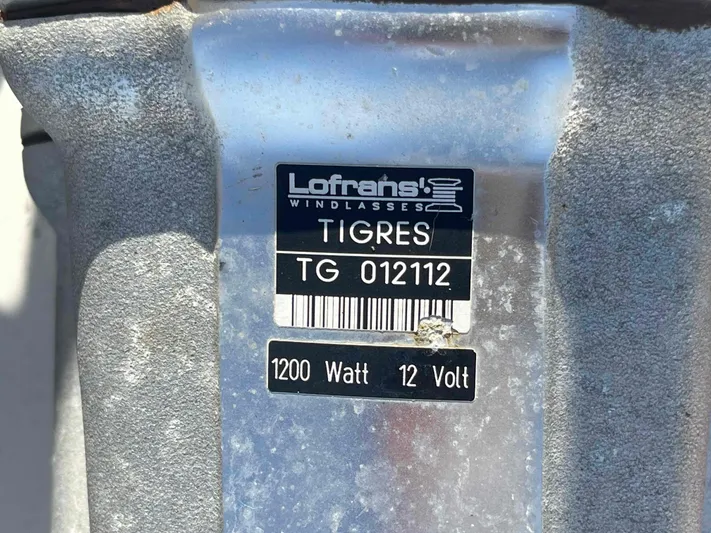 Lofrans'
WINDLASSES
TIGRES
TG 012112
1200 Watt 12 Volt